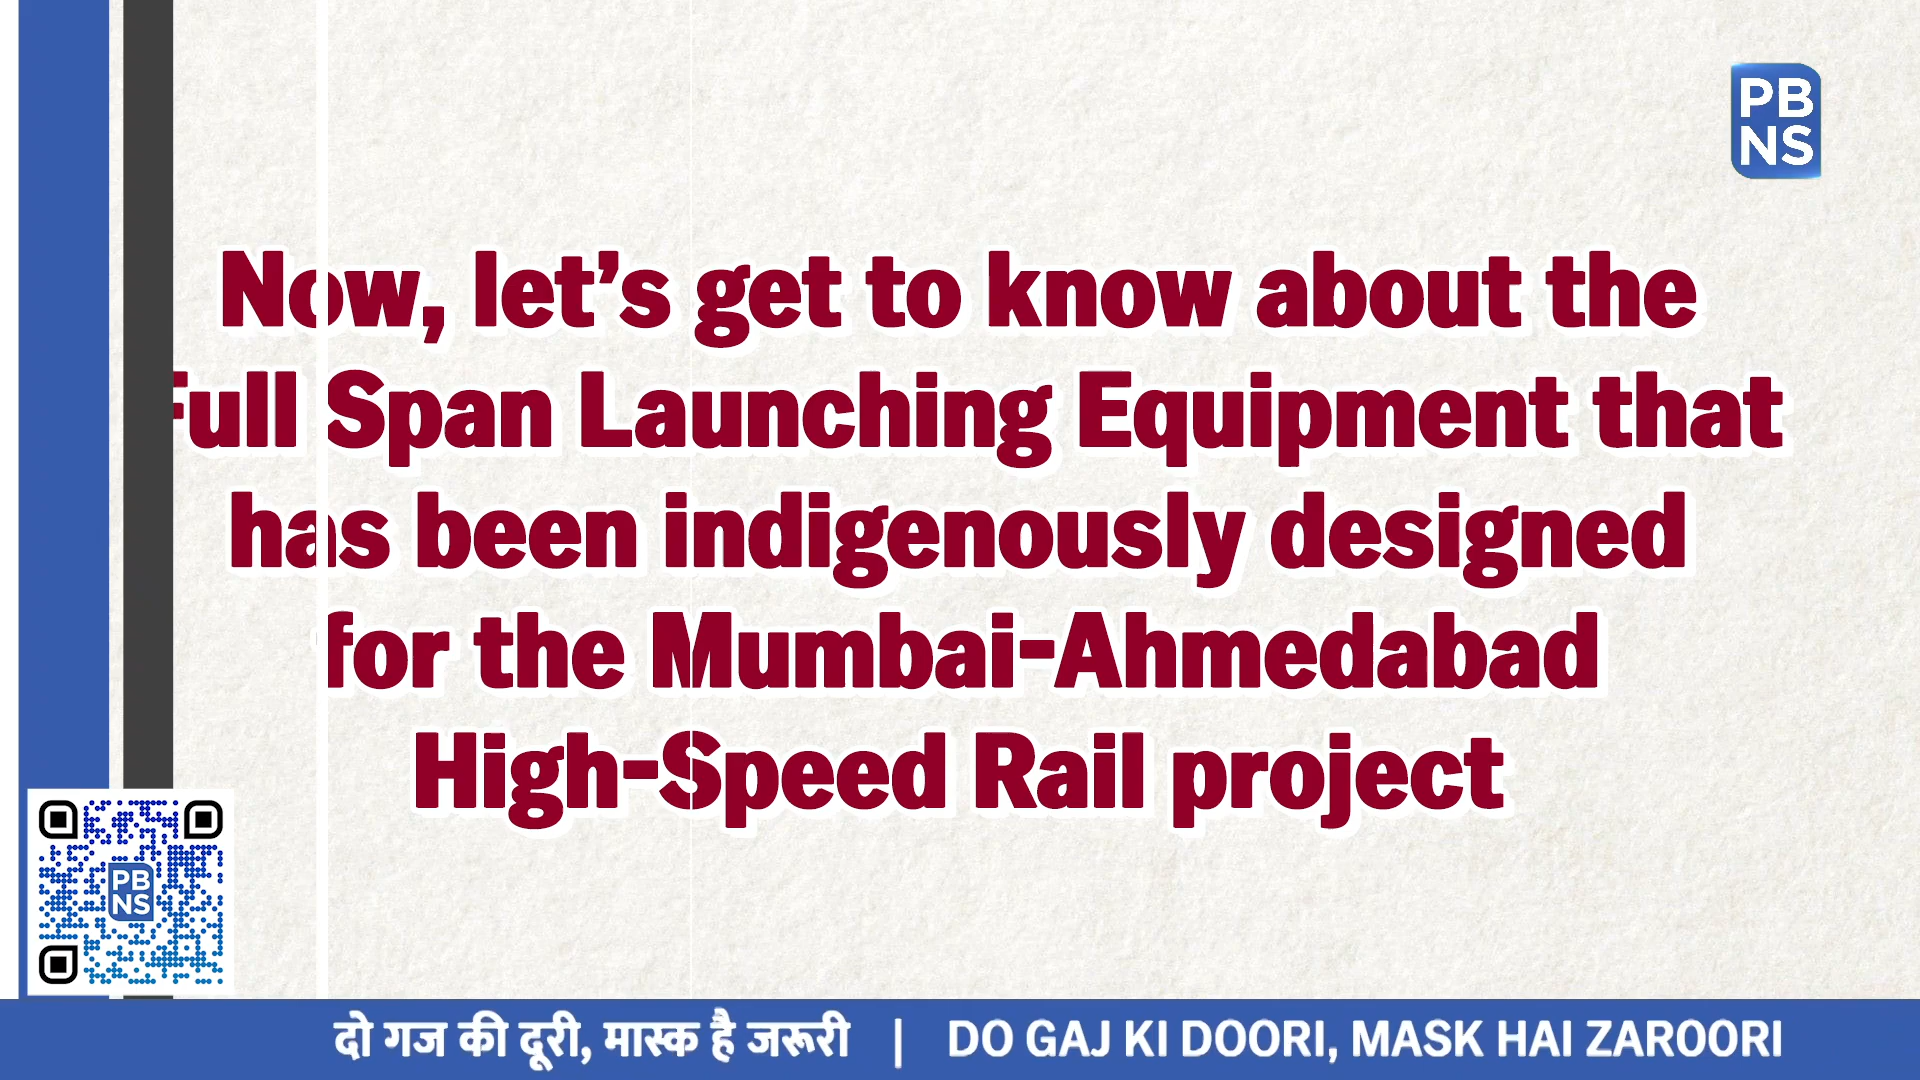 PB
NS
Now, let's get to know about the
Full Span Launching Equipment that
has been indigenously designed
for the Mumbai-Ahmedabad
High-Speed Rail project
PB
NS
दो गज की दूरी, मास्क है जरूरी | DO GAJ KI DOORI, MASK HAI ZAROORI